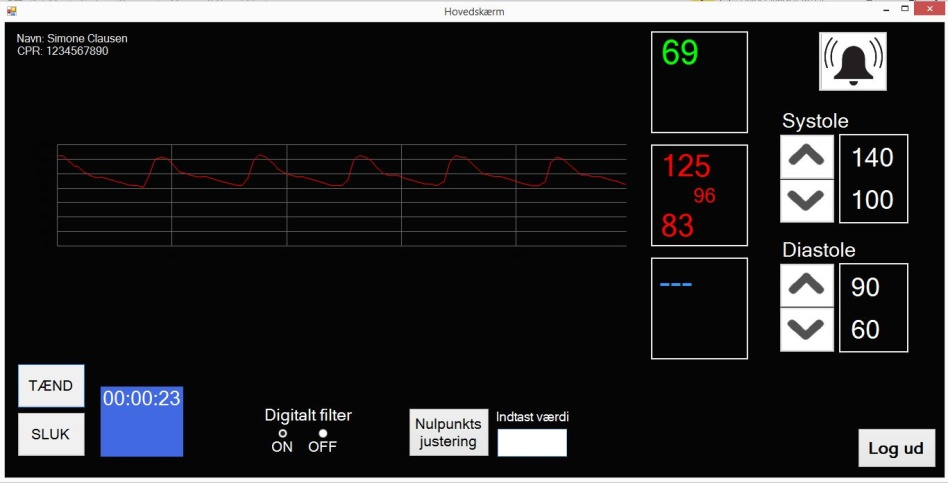 Hovedskærm
Navn: Simone Clausen
CPR: 1234567890
69
125
96
83
---
Systole
140
100
Diastole
90
60
TÆND
SLUK
00:00:23
Digitalt filter
ON OFF
Nulpunkts
justering
Indtast værdi
Log ud